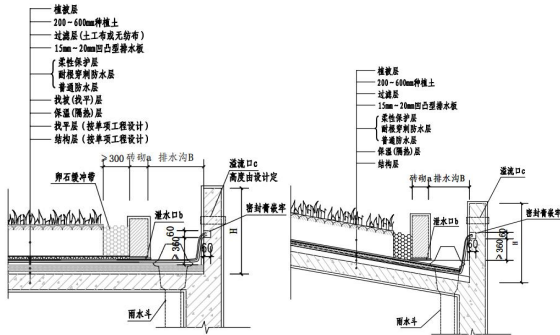 植被层
200~600mm种植土
过滤层(土工布或无纺布)
15mm~20mm凹凸型排水板
柔性保护层
耐根穿刺防水层
普通防水层
找坡(找平)层
保温(隔热)层
找平层(按单项工程设计)
结构层(按单项工程设计)
≥300 砖砌a 排水沟B
卵石缓冲带
溢流口c
高度由设计定
泄水口b
密封膏嵌牢
60
≥360
60
H
雨水斗
植被层
200~600mm种植土
过滤层
15mm~20mm凹凸型排水板
柔性保护层
耐根穿刺防水层
普通防水层
保温(隔热)层
结构层
砖砌a 排水沟B
溢流口c
泄水口b
密封膏嵌牢
60
≥360
60
H
雨水斗